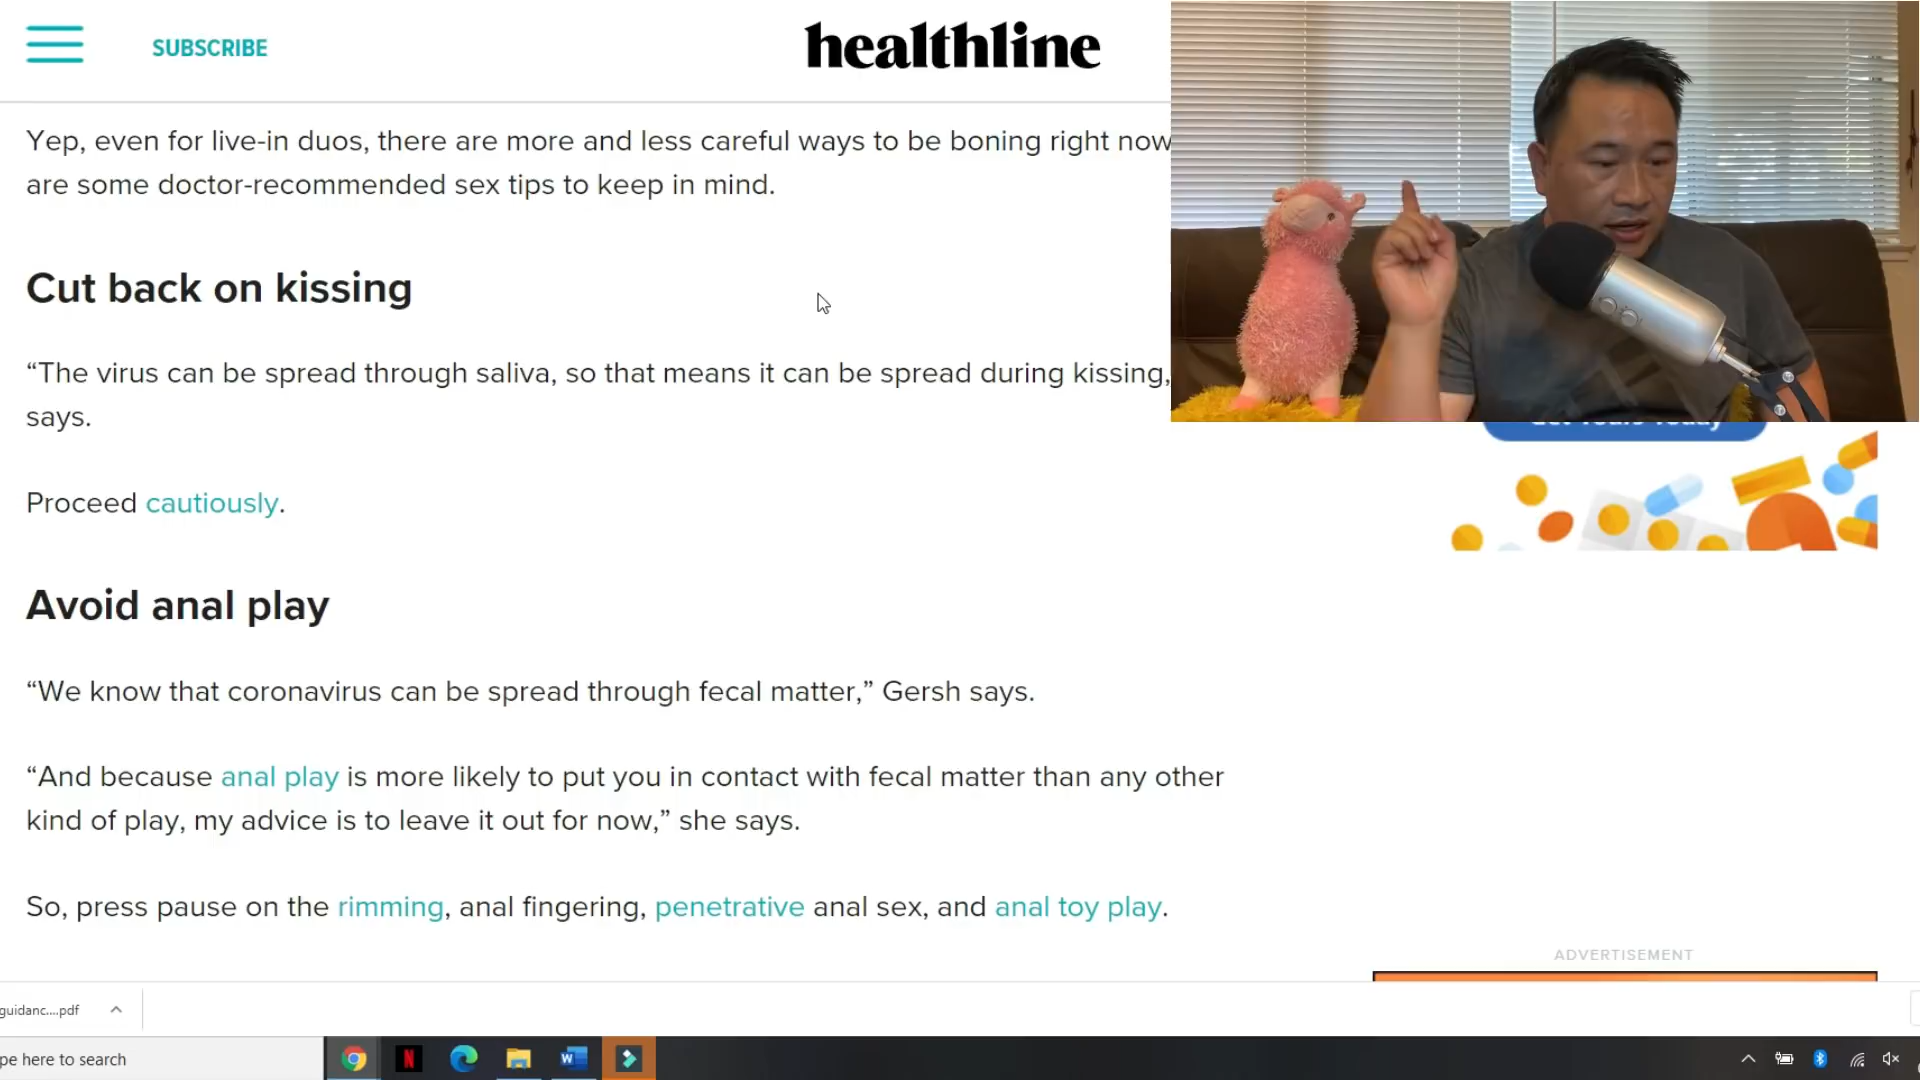 SUBSCRIBE
healthline
Yep, even for live-in duos, there are more and less careful ways to be boning right now
are some doctor-recommended sex tips to keep in mind.
Cut back on kissing
“The virus can be spread through saliva, so that means it can be spread during kissing,
says.
Get Yours Today
Proceed cautiously.
Avoid anal play
“We know that coronavirus can be spread through fecal matter,” Gersh says.
“And because anal play is more likely to put you in contact with fecal matter than any other
kind of play, my advice is to leave it out for now,” she says.
So, press pause on the rimming, anal fingering, penetrative anal sex, and anal toy play.
ADVERTISEMENT
guidanc....pdf
pe here to search